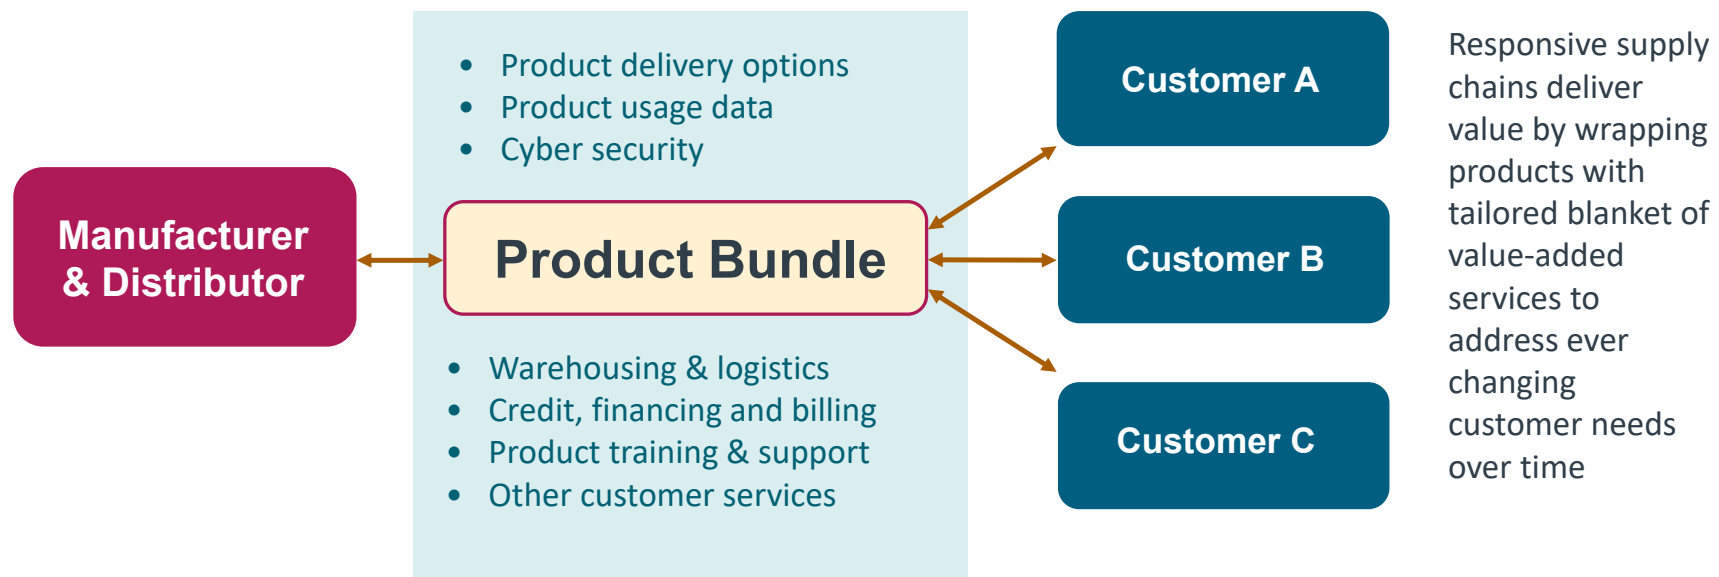 Manufacturer
& Distributor
• Product delivery options
• Product usage data
• Cyber security
Product Bundle
• Warehousing & logistics
• Credit, financing and billing
• Product training & support
• Other customer services
Customer A
Customer B
Customer C
Responsive supply
chains deliver
value by wrapping
products with
tailored blanket of
value-added
services to
address ever
changing
customer needs
over time